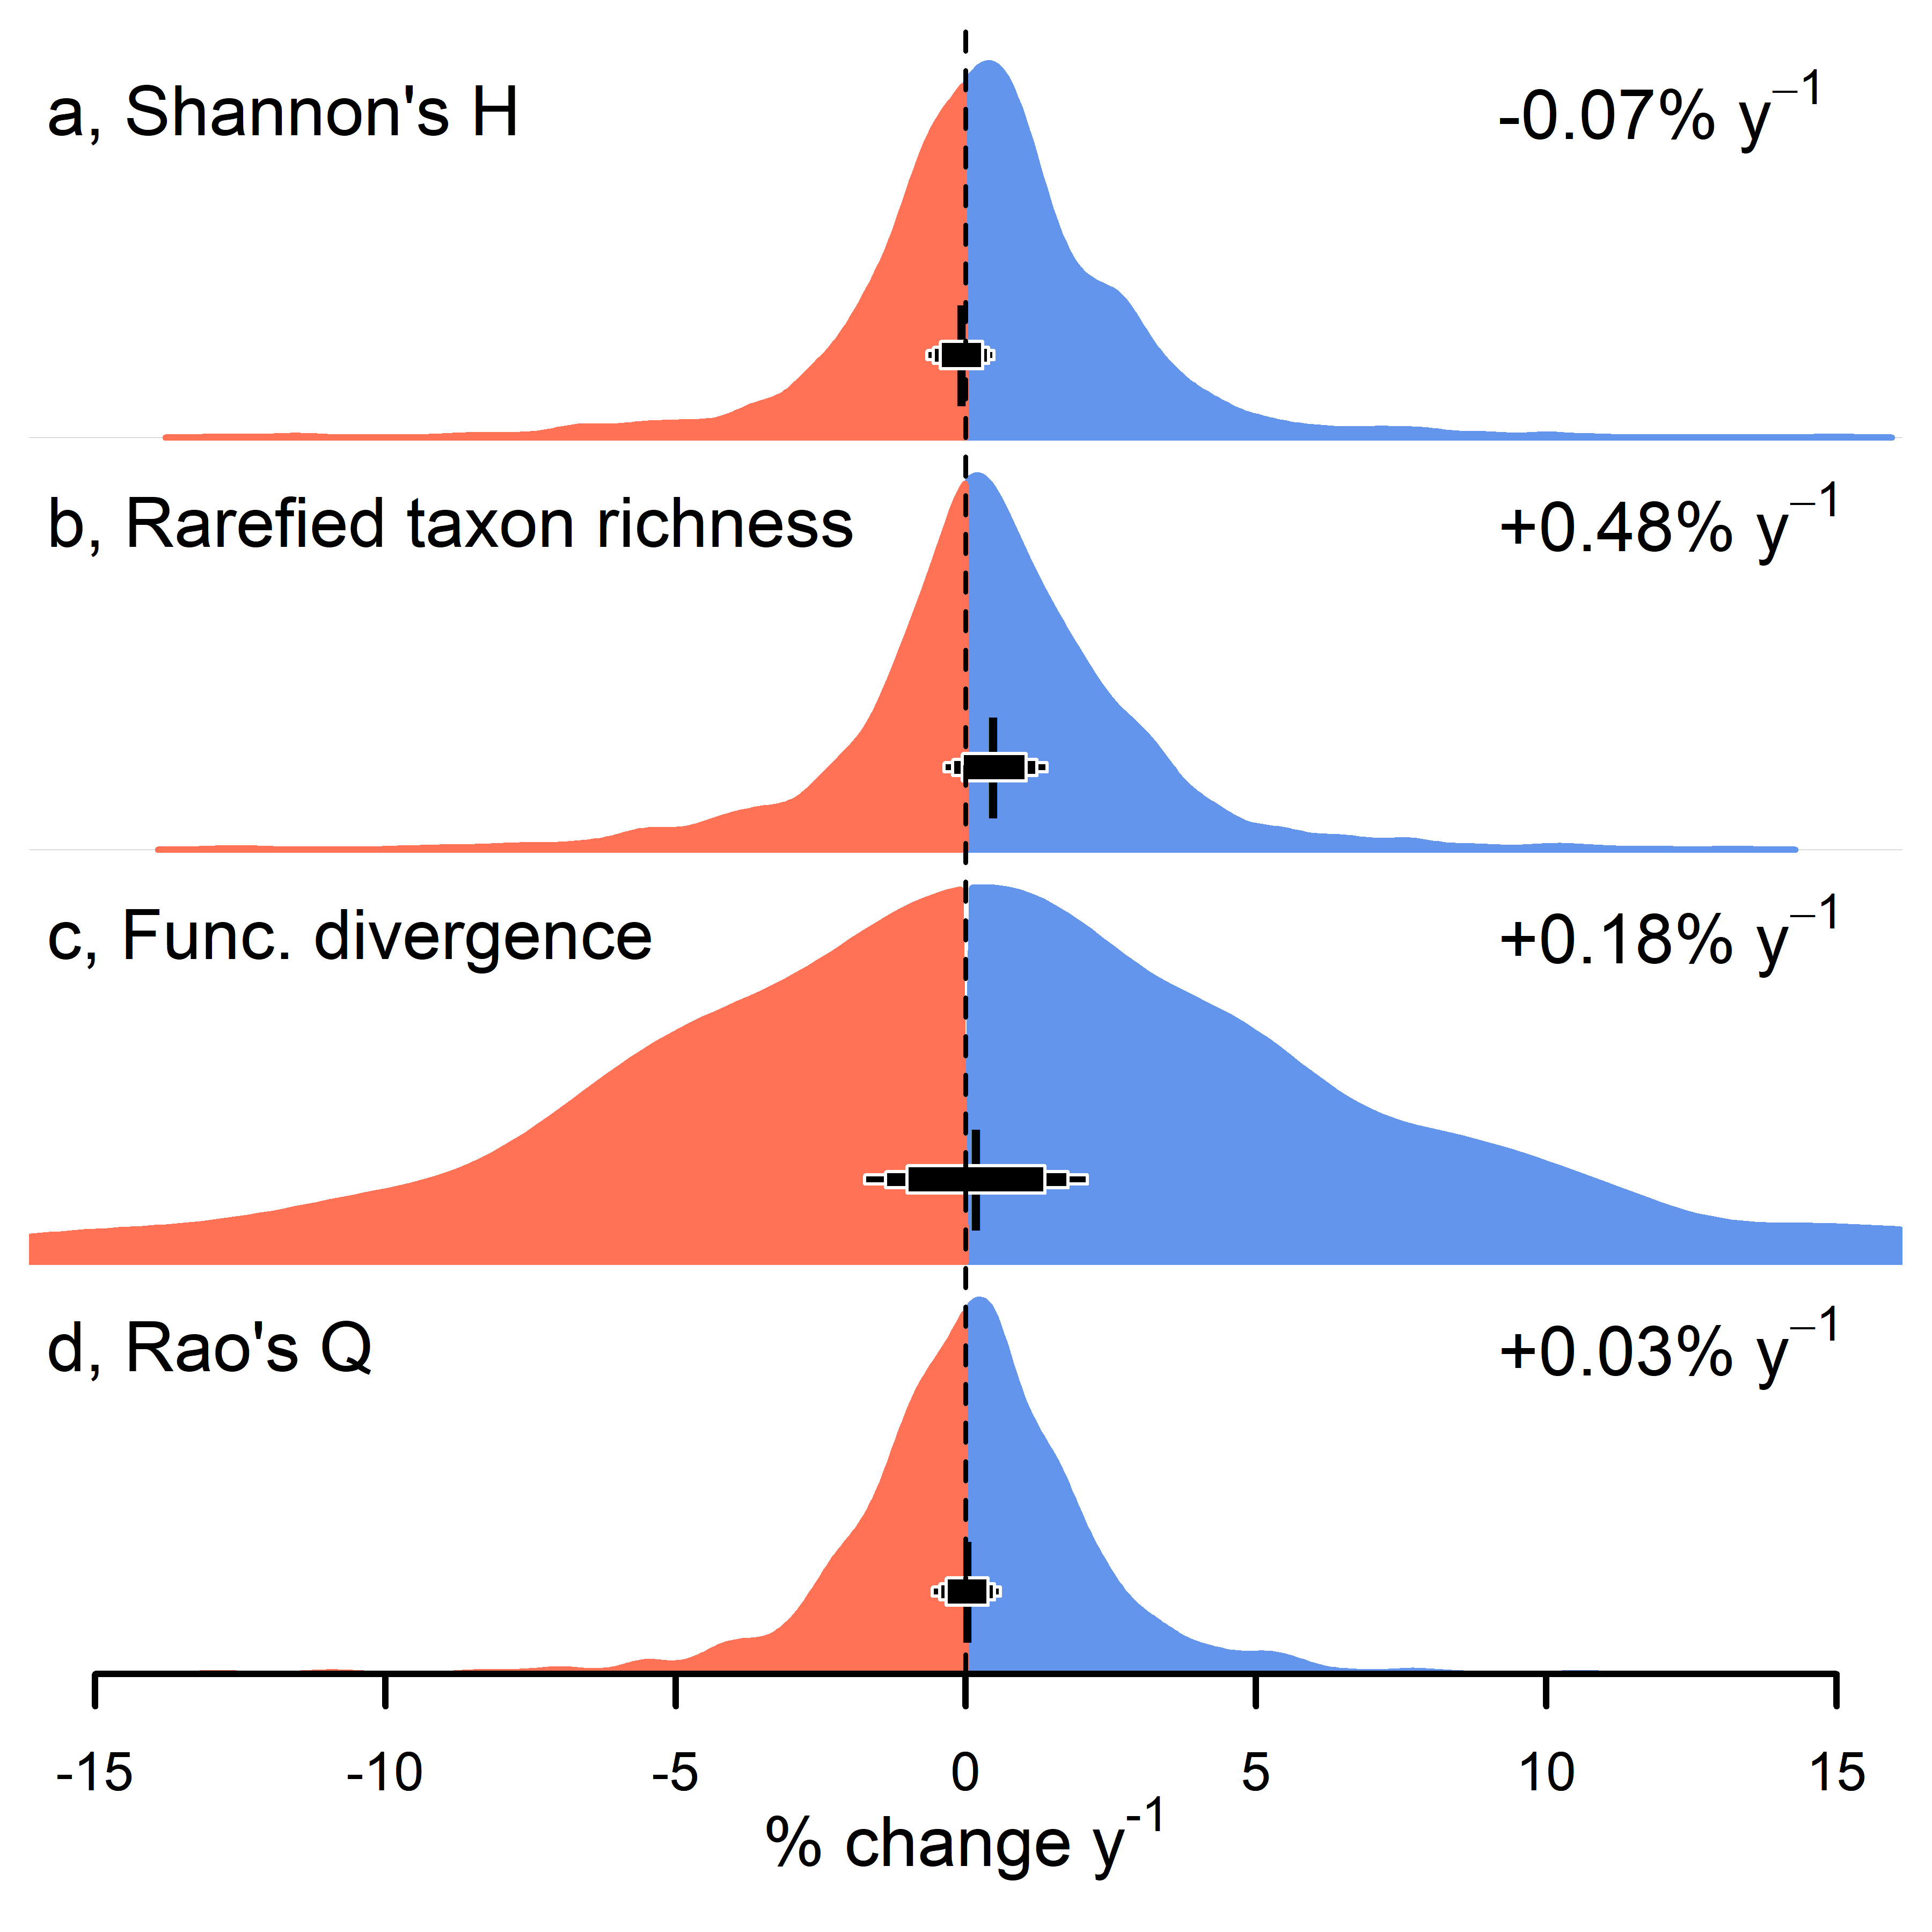 a, Shannon's H
-0.07% y⁻¹
b, Rarefied taxon richness
+0.48% y⁻¹
c, Func. divergence
+0.18% y⁻¹
d, Rao's Q
+0.03% y⁻¹
-15 -10 -5 0 5 10 15
% change y⁻¹